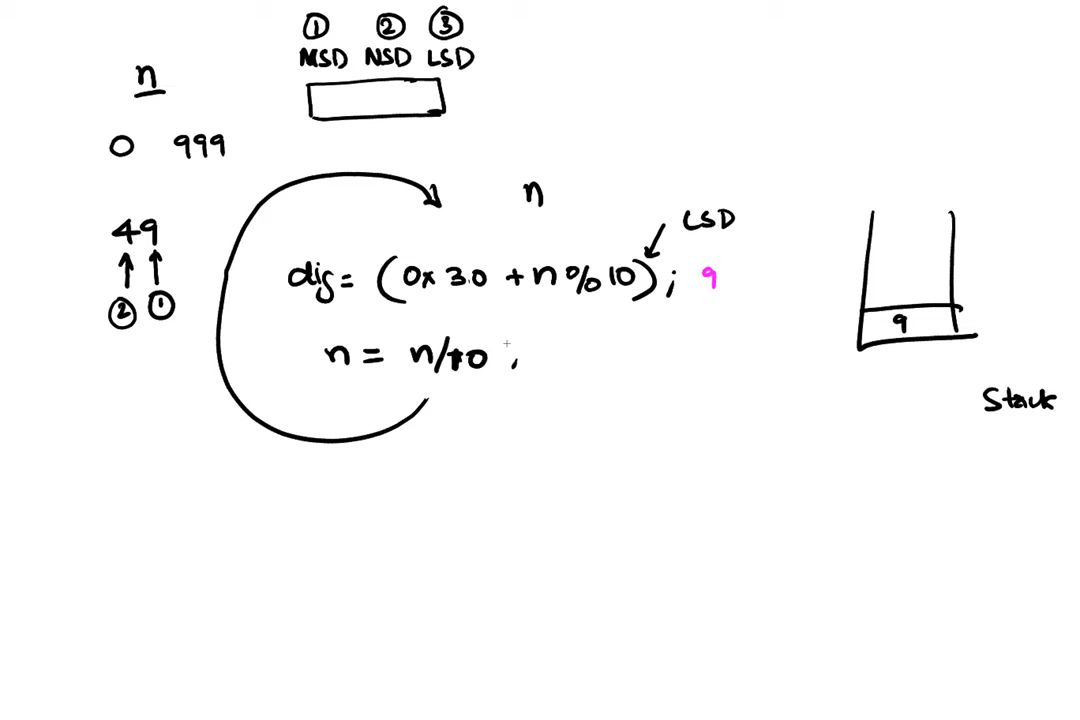 ① ② ③
MSD NSD LSD
n
0 999
n
LSD
49
dig = (0x30 + n%10); 9
② ①
9
n = n/10;
Stack